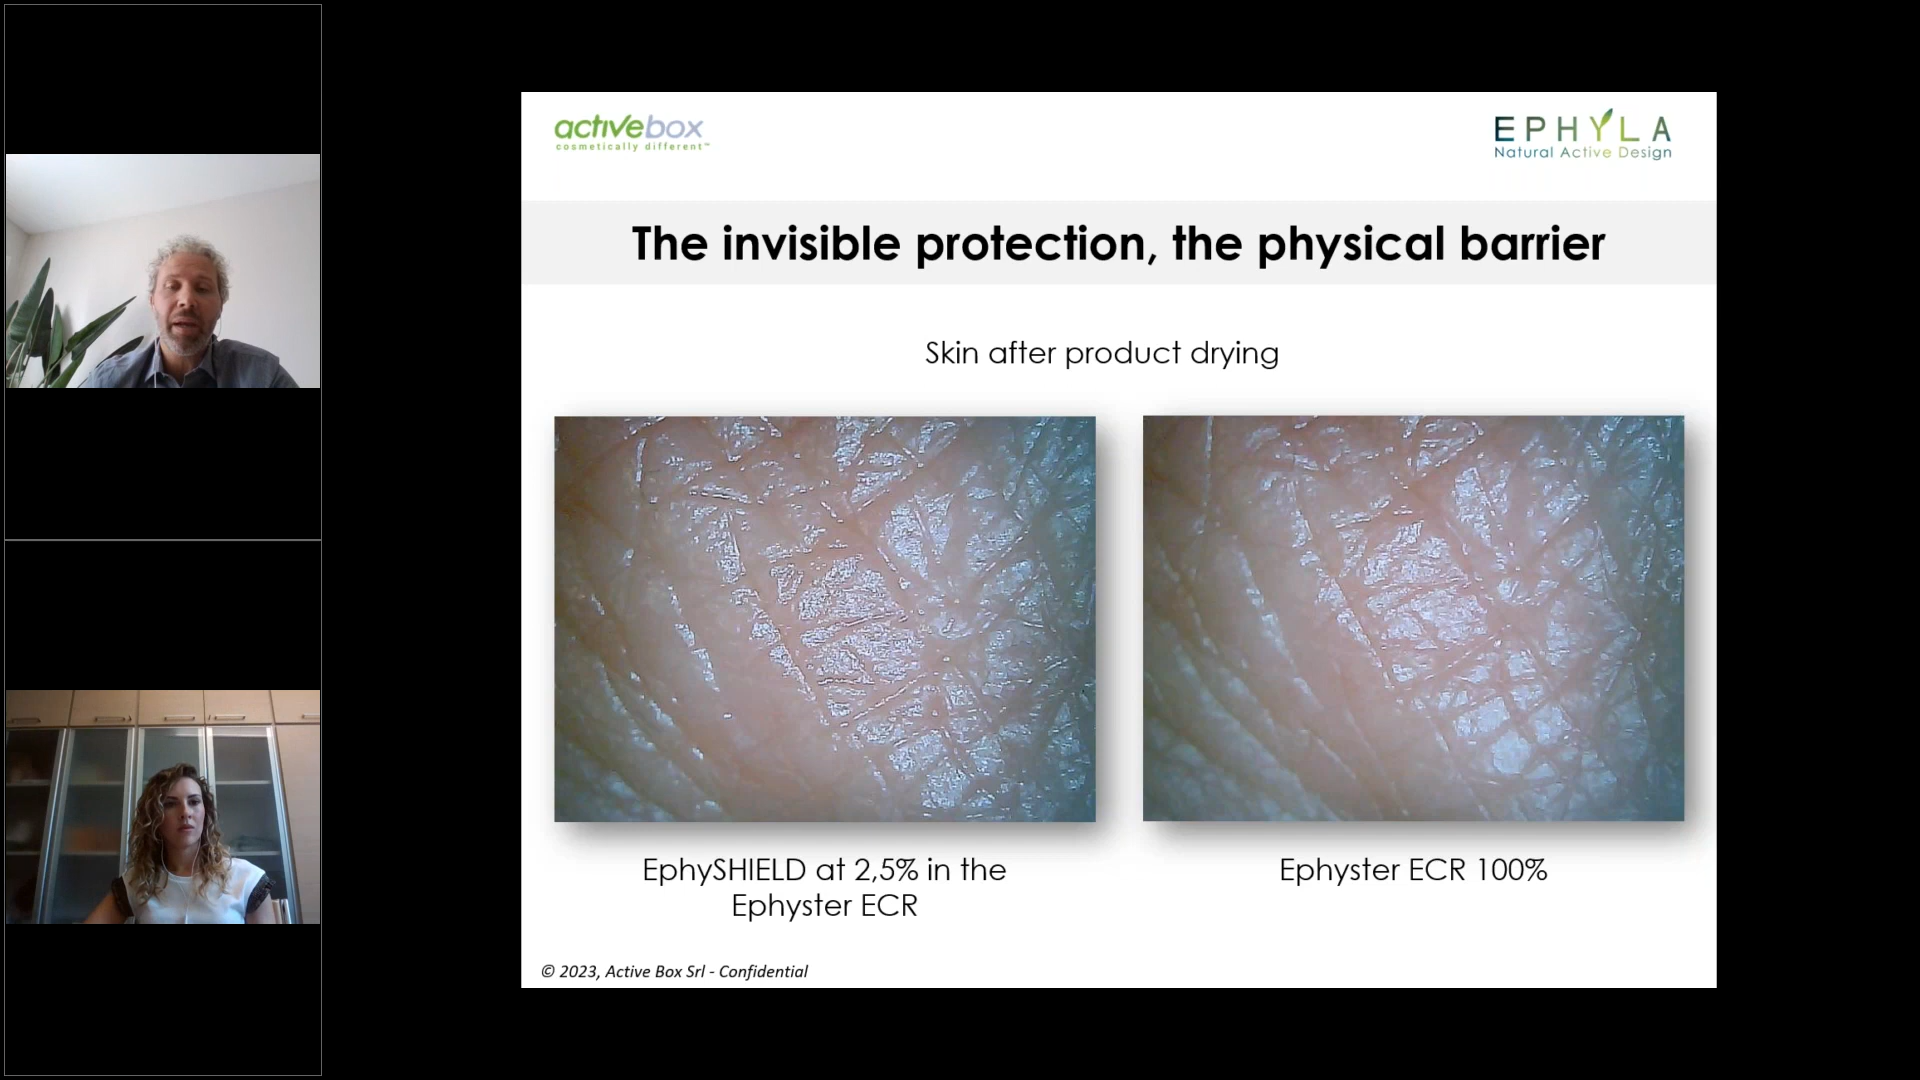 activebox
cosmetically different™
EPHYLA
Natural Active Design
The invisible protection, the physical barrier
Skin after product drying
EphySHIELD at 2,5% in the
Ephyster ECR
Ephyster ECR 100%
© 2023, Active Box Srl - Confidential